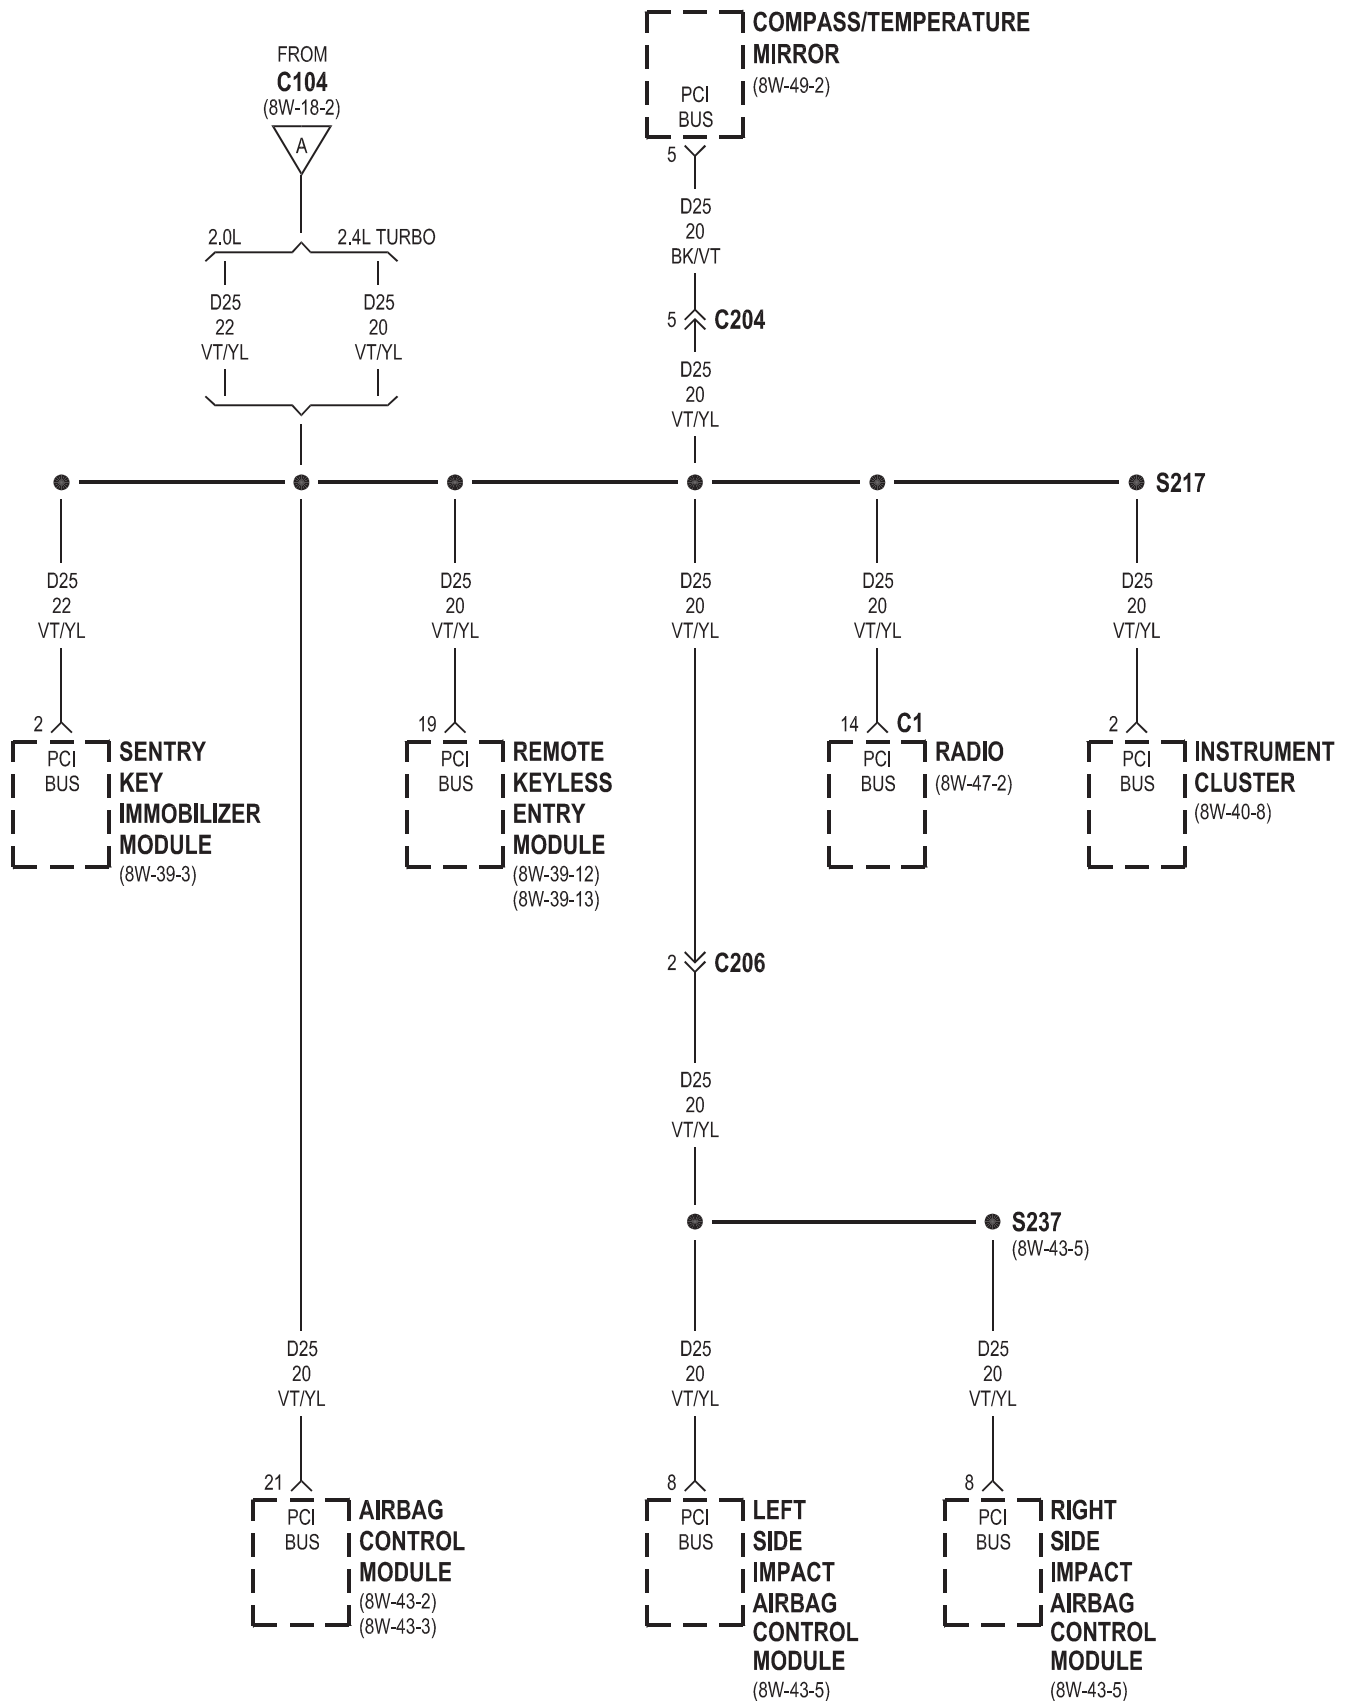 COMPASS/TEMPERATURE
MIRROR
(8W-49-2)
PCI
BUS
5
D25
20
BK/VT
5
C204
D25
20
VT/YL
FROM
C104
(8W-18-2)
A
2.0L
2.4L TURBO
D25
22
VT/YL
D25
20
VT/YL
S217
D25
22
VT/YL
2
PCI
BUS
SENTRY
KEY
IMMOBILIZER
MODULE
(8W-39-3)
D25
20
VT/YL
19
PCI
BUS
REMOTE
KEYLESS
ENTRY
MODULE
(8W-39-12)
(8W-39-13)
D25
20
VT/YL
D25
20
VT/YL
14
C1
PCI
BUS
RADIO
(8W-47-2)
D25
20
VT/YL
2
PCI
BUS
INSTRUMENT
CLUSTER
(8W-40-8)
2
C206
D25
20
VT/YL
S237
(8W-43-5)
D25
20
VT/YL
21
PCI
BUS
AIRBAG
CONTROL
MODULE
(8W-43-2)
(8W-43-3)
D25
20
VT/YL
8
PCI
BUS
LEFT
SIDE
IMPACT
AIRBAG
CONTROL
MODULE
(8W-43-5)
D25
20
VT/YL
8
PCI
BUS
RIGHT
SIDE
IMPACT
AIRBAG
CONTROL
MODULE
(8W-43-5)